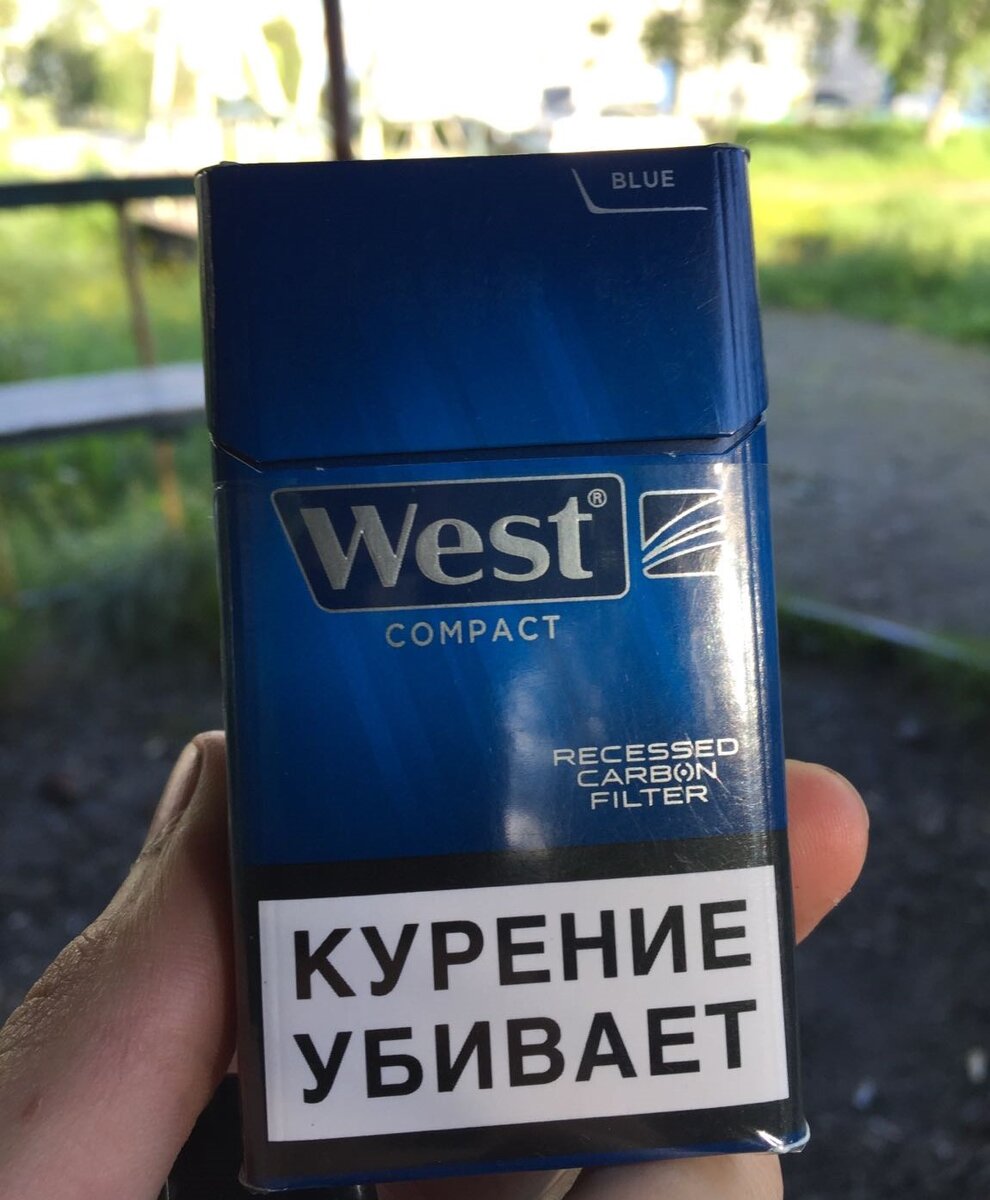 BLUE
West®
COMPACT
RECESSED
CARBON
FILTER
КУРЕНИЕ
УБИВАЕТ